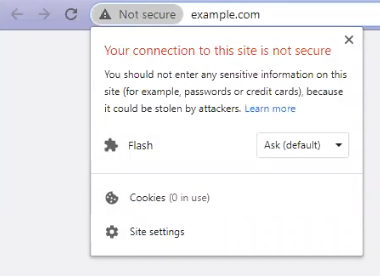 Not secure example.com
Your connection to this site is not secure
You should not enter any sensitive information on this
site (for example, passwords or credit cards), because
it could be stolen by attackers. Learn more
Flash Ask (default)
Cookies (0 in use)
Site settings